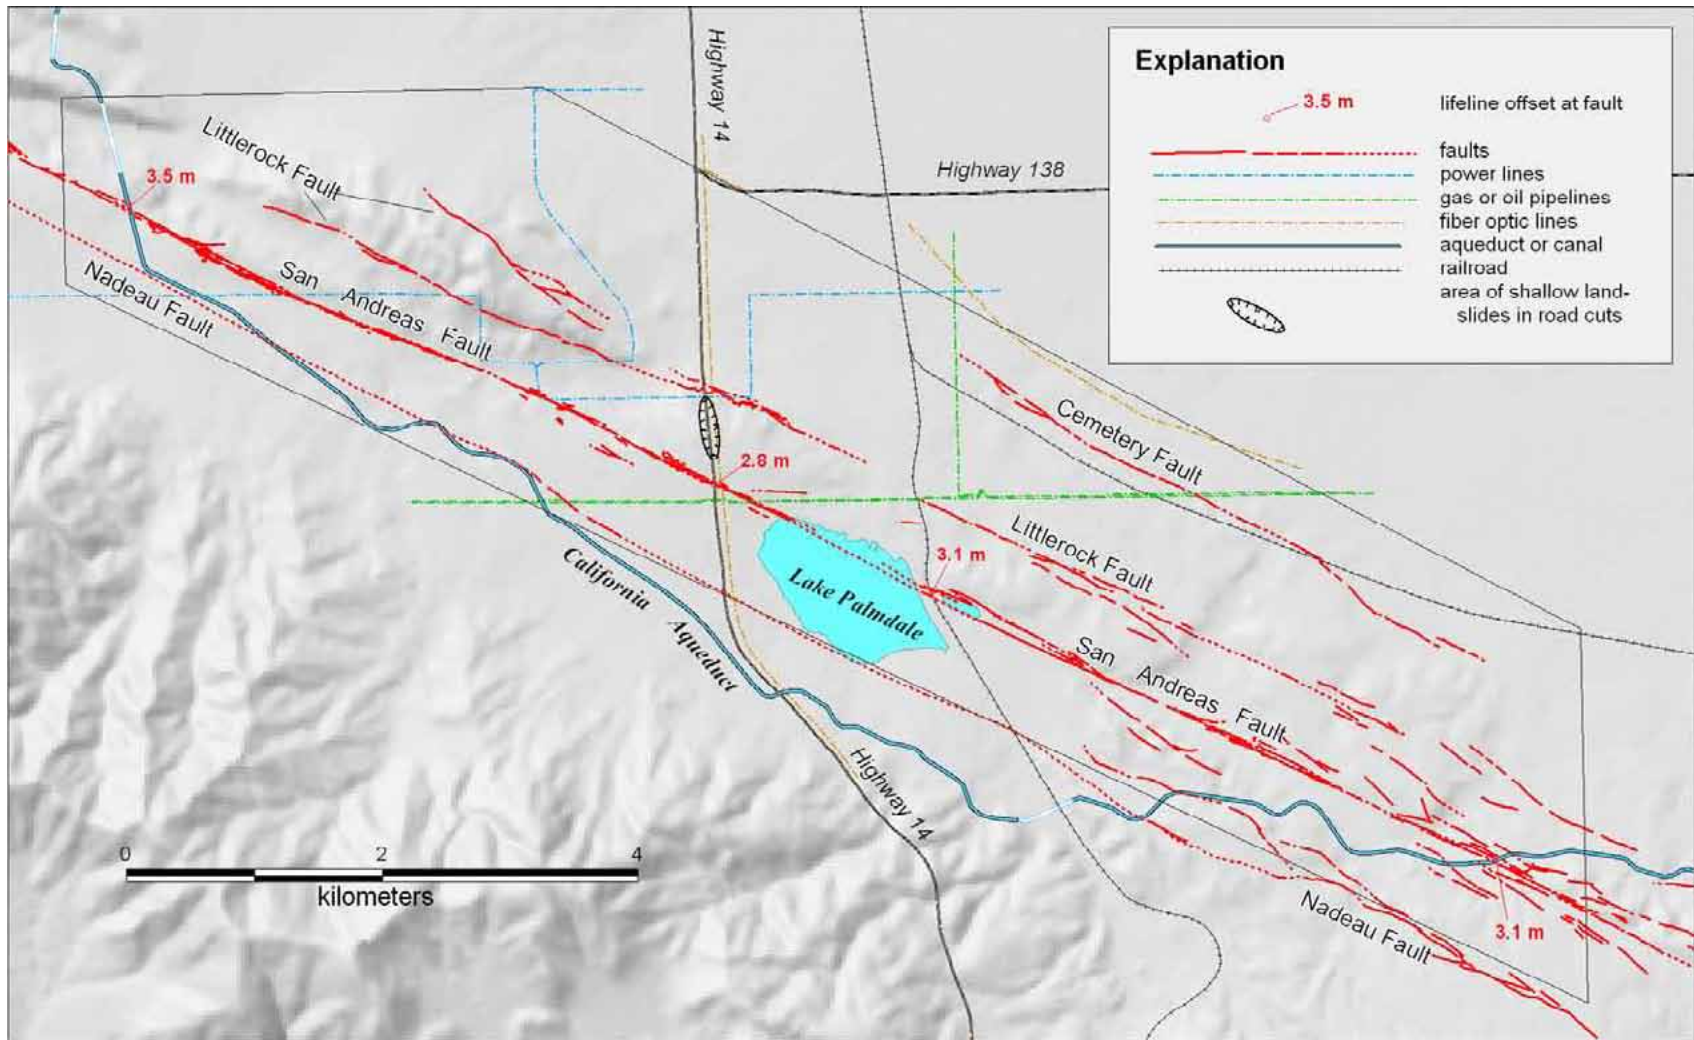 Explanation
3.5 m
lifeline offset at fault
faults
power lines
gas or oil pipelines
fiber optic lines
aqueduct or canal
railroad
area of shallow land-
slides in road cuts
Highway 14
Highway 138
Littlerock Fault
3.5 m
San Andreas Fault
Nadeau Fault
Cemetery Fault
2.8 m
Littlerock Fault
3.1 m
California Aqueduct
Lake Palmdale
San Andreas Fault
Highway 14
0 2 4
kilometers
Nadeau Fault
3.1 m